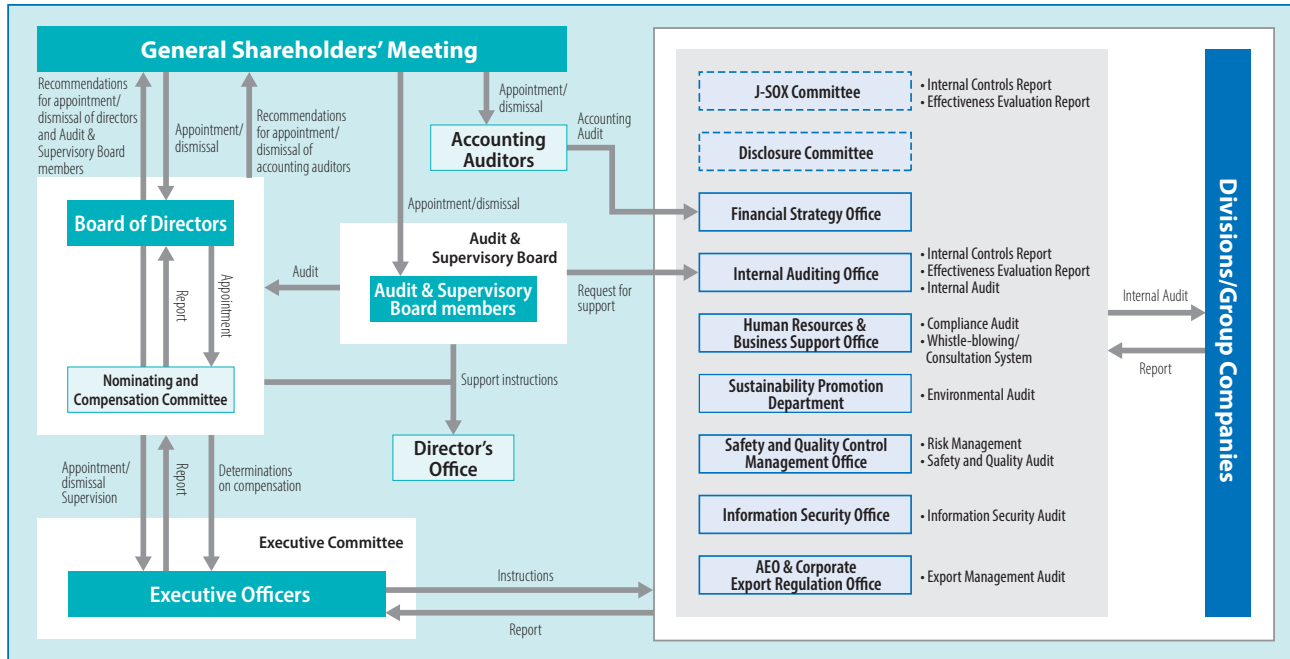 General Shareholders' Meeting
Recommendations
for appointment/
dismissal of directors
and Audit &
Supervisory Board
members
Appointment/
dismissal
Recommendations
for appointment/
dismissal of
accounting auditors
Appointment/
dismissal
Accounting
Auditors
Accounting
Audit
Appointment/dismissal
Board of Directors
Report
Appointment
Nominating and
Compensation Committee
Audit
Audit &
Supervisory Board
Audit & Supervisory
Board members
Request for
support
Support instructions
Director's
Office
Appointment/
dismissal
Supervision
Report
Determinations
on compensation
Executive Committee
Executive Officers
Instructions
Report
J-SOX Committee
• Internal Controls Report
• Effectiveness Evaluation Report
Disclosure Committee
Financial Strategy Office
Internal Auditing Office
• Internal Controls Report
• Effectiveness Evaluation Report
• Internal Audit
Human Resources &
Business Support Office
• Compliance Audit
• Whistle-blowing/
Consultation System
Sustainability Promotion
Department
• Environmental Audit
Safety and Quality Control
Management Office
• Risk Management
• Safety and Quality Audit
Information Security Office
• Information Security Audit
AEO & Corporate
Export Regulation Office
• Export Management Audit
Internal Audit
Report
Divisions/Group Companies